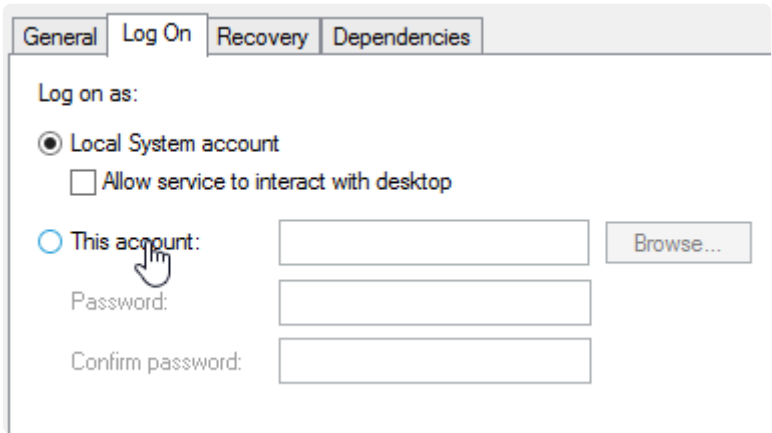 General Log On Recovery Dependencies
Log on as:
Local System account
Allow service to interact with desktop
This account:
Browse...
Password:
Confirm password: